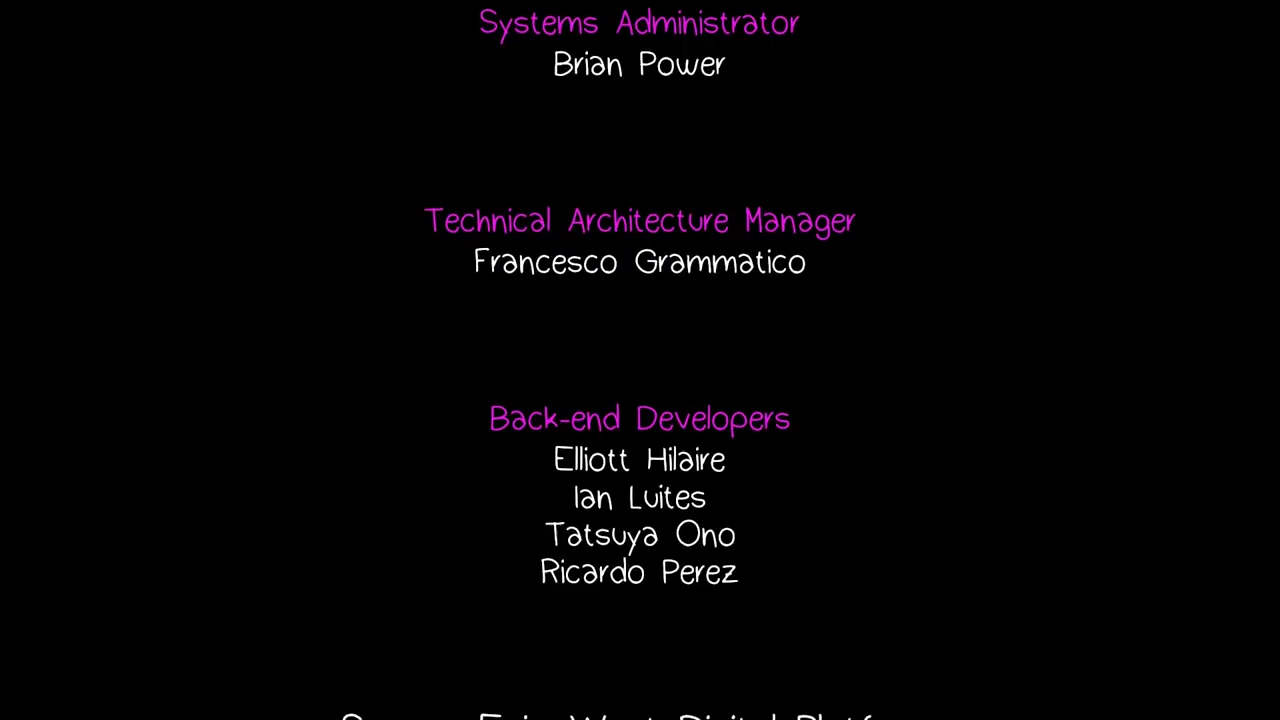 Systems Administrator
Brian Power
Technical Architecture Manager
Francesco Grammatico
Back-end Developers
Elliott Hilaire
Ian Luites
Tatsuya Ono
Ricardo Perez
Digital